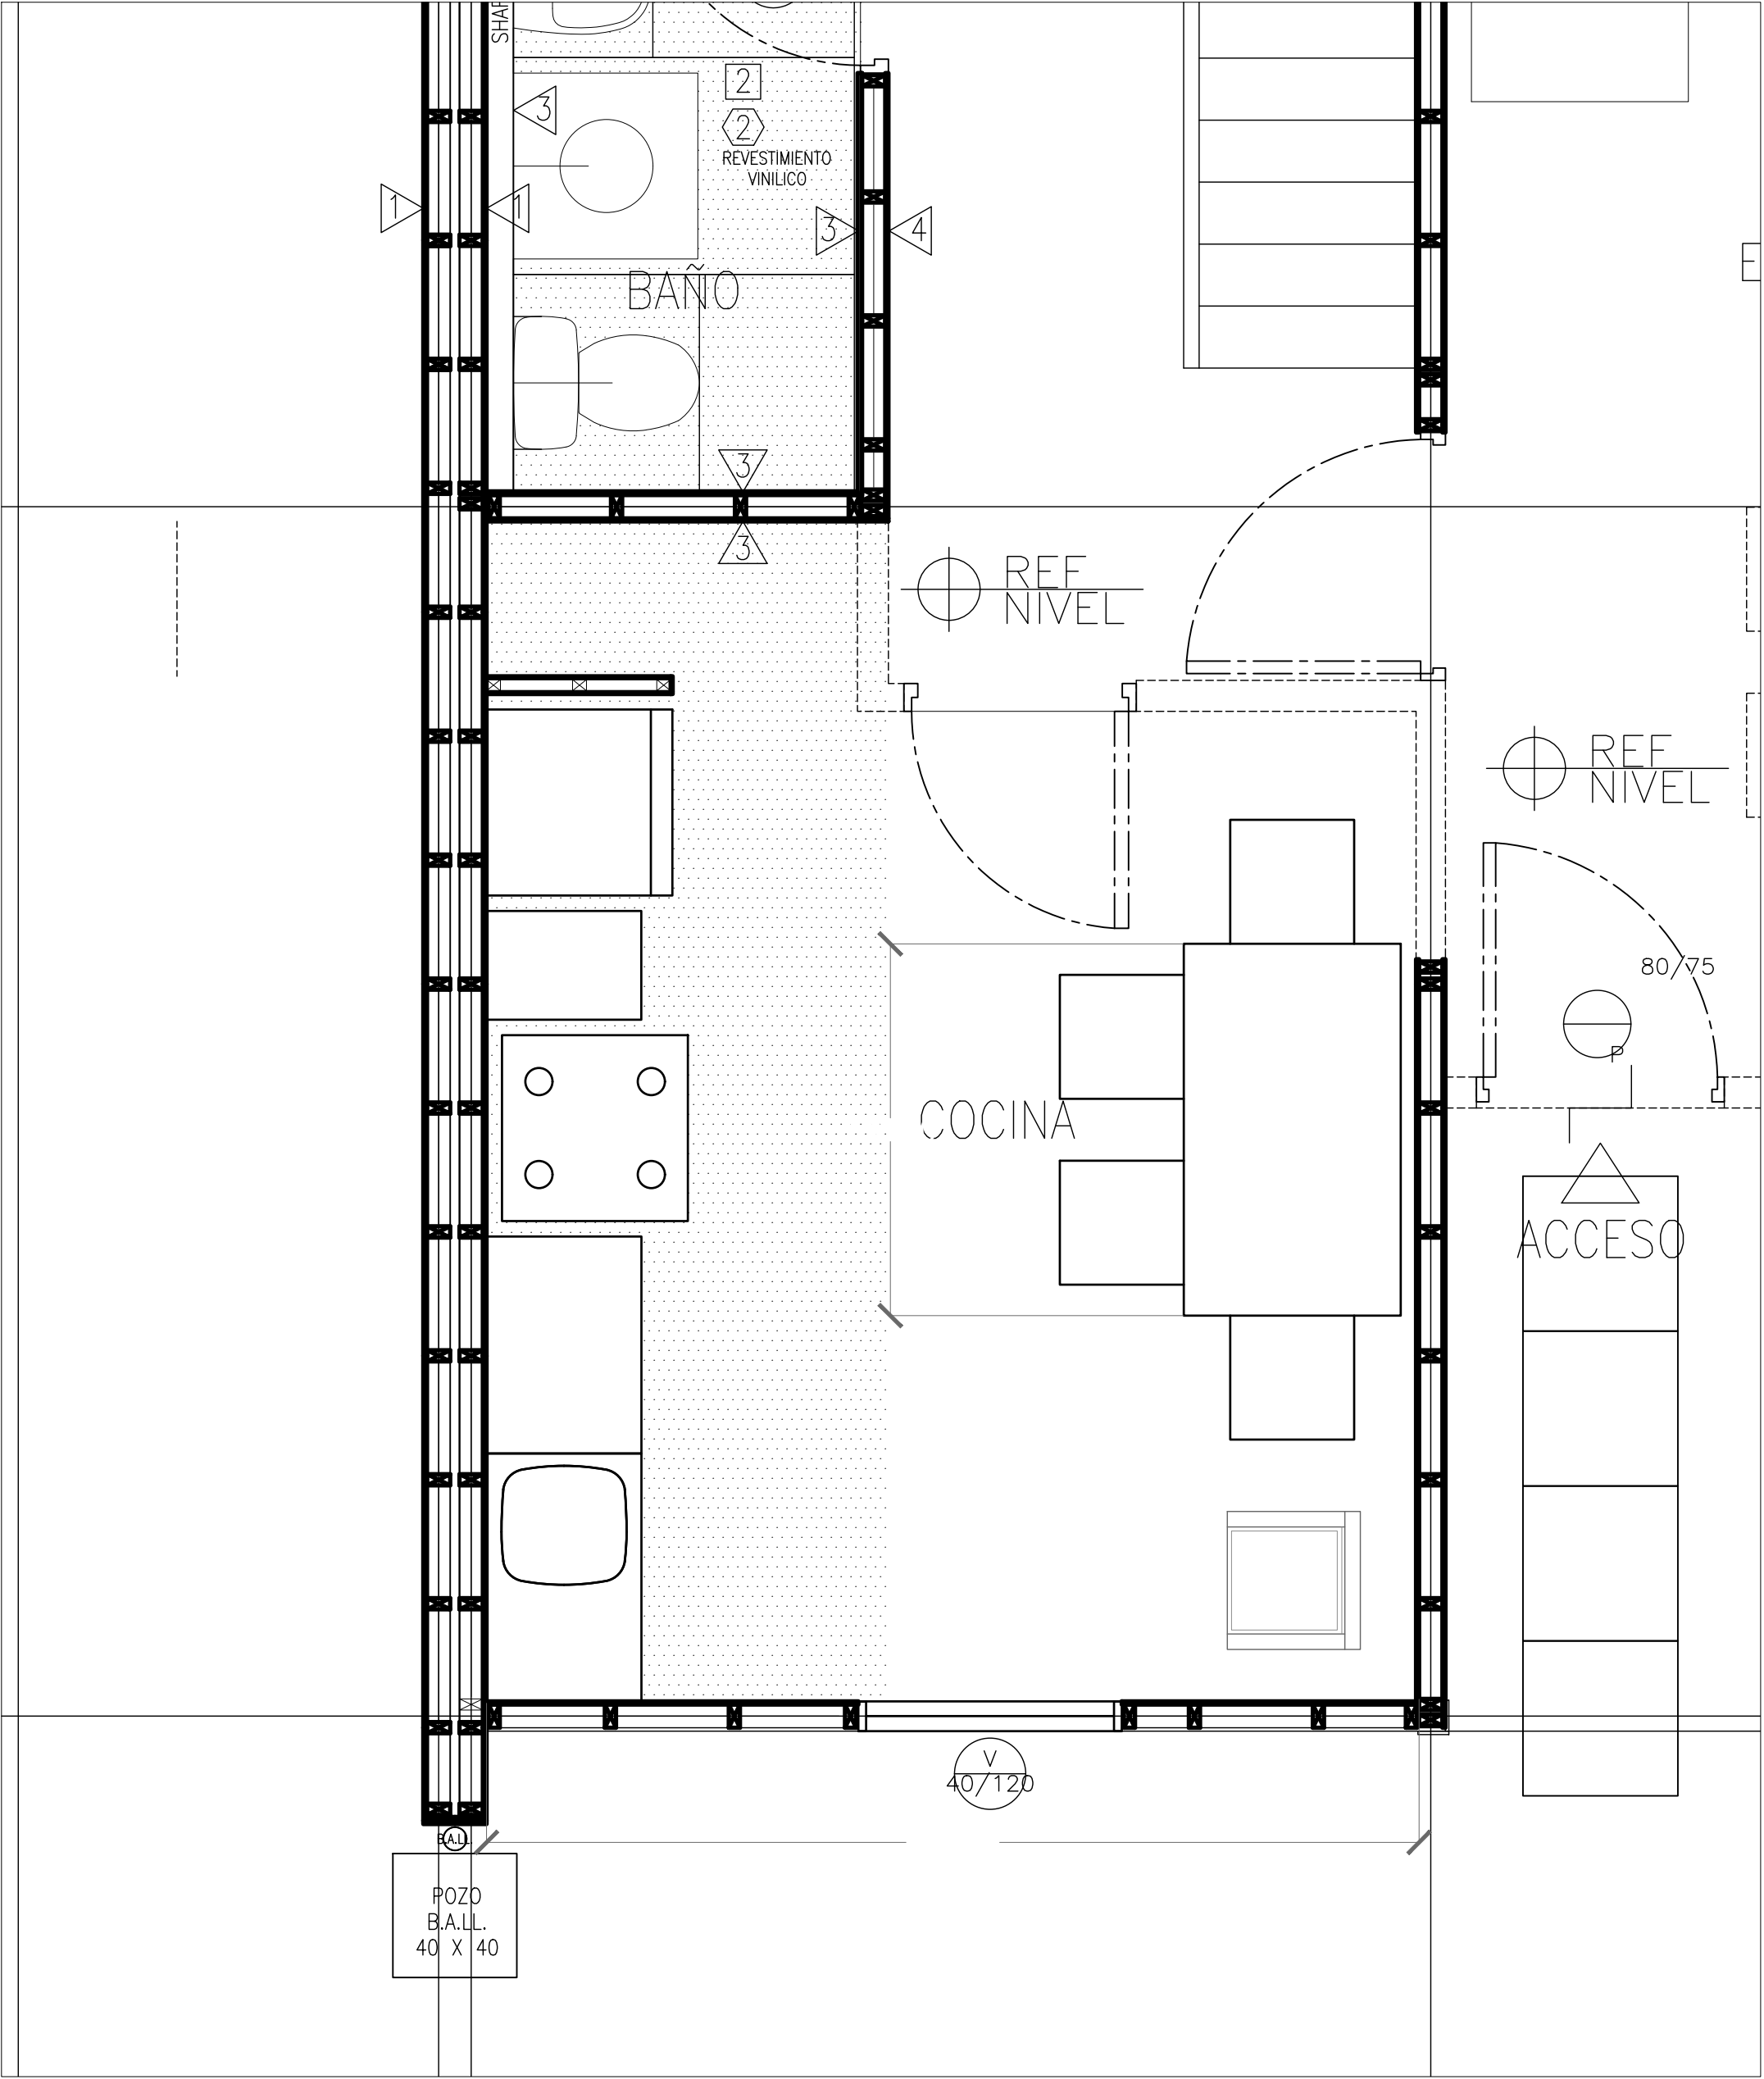 2
3
2
REVESTIMIENTO
VINILICO
1
1
3
4
BAÑO
3
3
REF
NIVEL
REF
NIVEL
80/75
P
COCINA
ACCESO
V
40/120
B.A.LL.
POZO
B.A.LL.
40 X 40